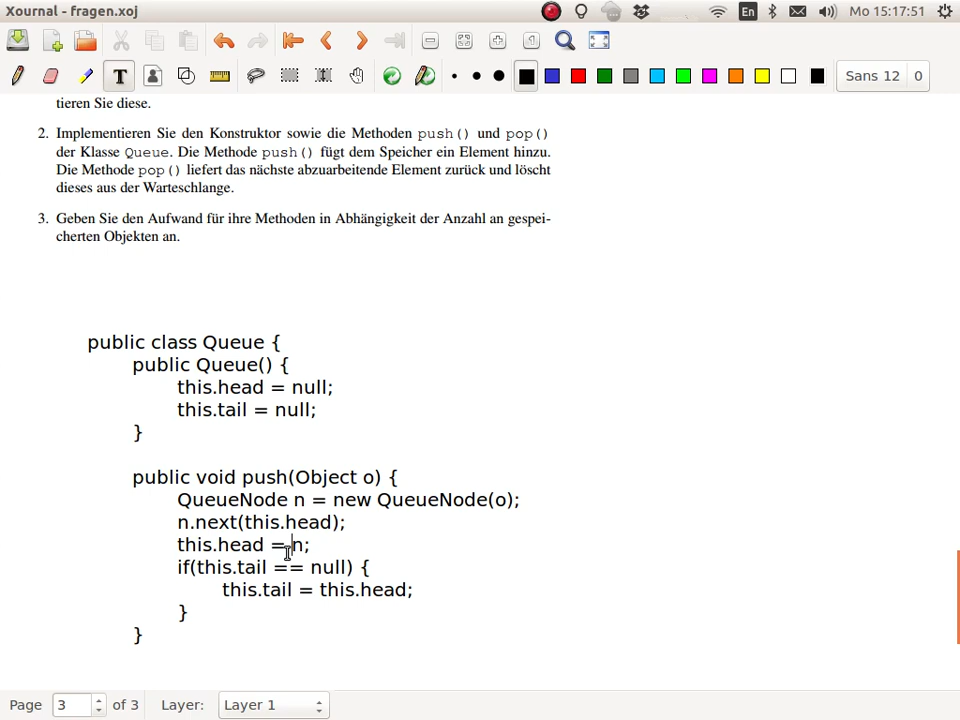 Xournal - fragen.xoj
En
Mo 15:17:51
T
Sans 12 0
tieren Sie diese.
2. Implementieren Sie den Konstruktor sowie die Methoden push() und pop()
der Klasse Queue. Die Methode push() fügt dem Speicher ein Element hinzu.
Die Methode pop() liefert das nächste abzuarbeitende Element zurück und löscht
dieses aus der Warteschlange.
3. Geben Sie den Aufwand für ihre Methoden in Abhängigkeit der Anzahl an gespei-
cherten Objekten an.
public class Queue {
public Queue() {
this.head = null;
this.tail = null;
}
public void push(Object o) {
QueueNode n = new QueueNode(o);
n.next(this.head);
this.head = n;
if(this.tail == null) {
this.tail = this.head;
}
}
Page 3 of 3 Layer: Layer 1